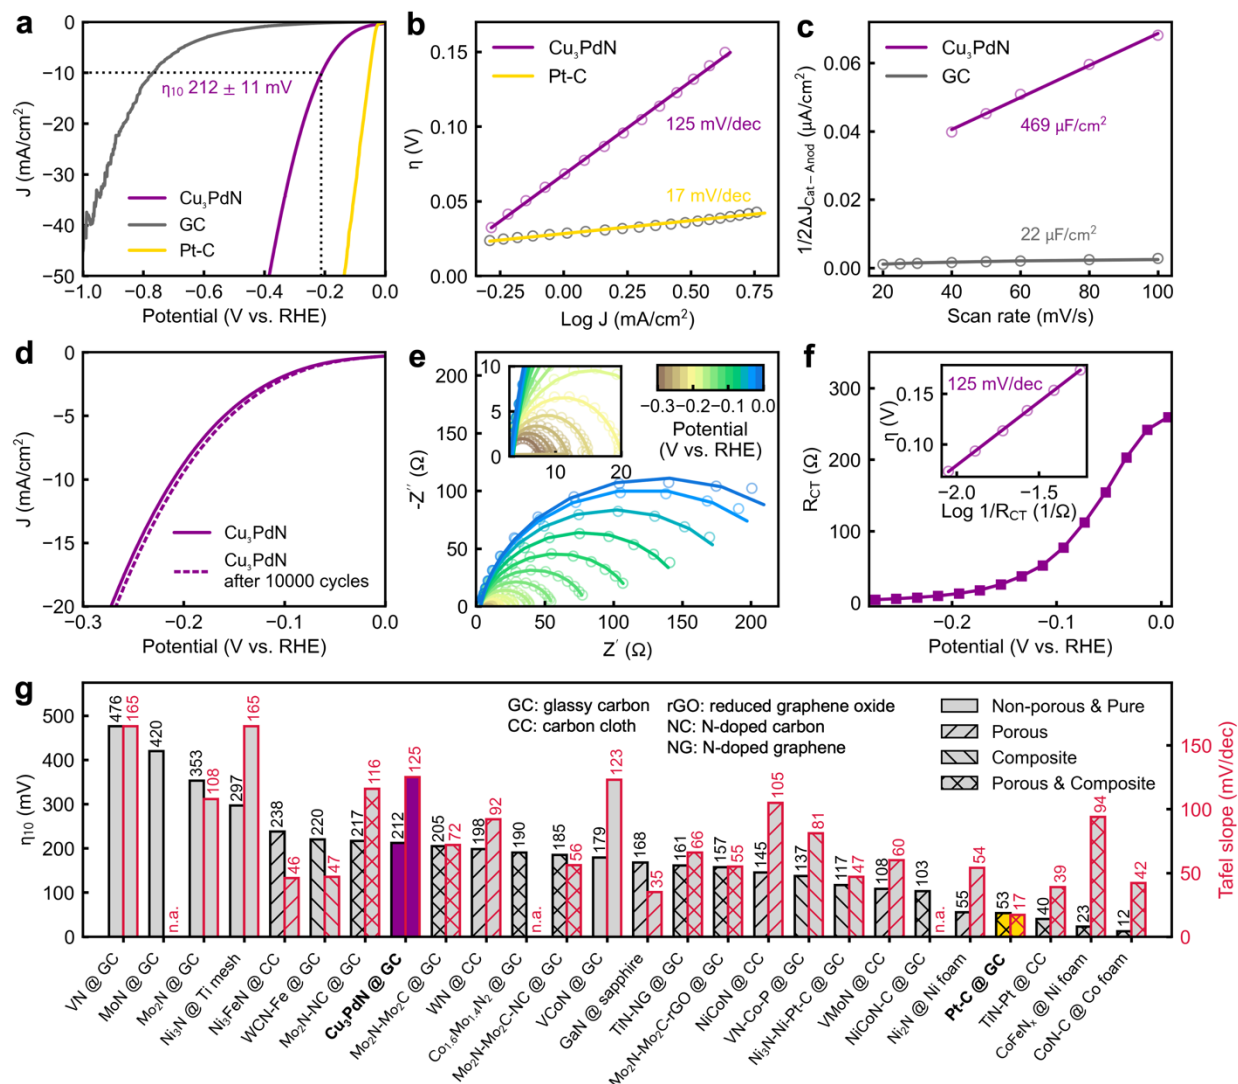 a
0
−10
−20
−30
−40
−50
J (mA/cm²)
η₁₀ 212 ± 11 mV
Cu₃PdN
GC
Pt-C
−1.0 −0.8 −0.6 −0.4 −0.2 0.0
Potential (V vs. RHE)
b
0.15
0.10
0.05
0.00
η (V)
Cu₃PdN
Pt-C
125 mV/dec
17 mV/dec
−0.25 0.00 0.25 0.50 0.75
Log J (mA/cm²)
c
0.06
0.04
0.02
0.00
1/2ΔJCat − Anod (μA/cm²)
Cu₃PdN
GC
469 μF/cm²
22 μF/cm²
20 40 60 80 100
Scan rate (mV/s)
d
0
−5
−10
−15
−20
J (mA/cm²)
Cu₃PdN
Cu₃PdN
after 10000 cycles
−0.3 −0.2 −0.1 0.0
Potential (V vs. RHE)
e
200
150
100
50
0
-Z′′ (Ω)
10
5
0
10 20
−0.3 −0.2 −0.1 0.0
Potential
(V vs. RHE)
0 50 100 150 200
Z′ (Ω)
f
300
200
100
0
R_CT (Ω)
125 mV/dec
0.15
0.10
η (V)
−2.0 −1.5
Log 1/R_CT (1/Ω)
−0.2 −0.1 0.0
Potential (V vs. RHE)
g
500
400
300
200
100
0
η₁₀ (mV)
GC: glassy carbon
CC: carbon cloth
rGO: reduced graphene oxide
NC: N-doped carbon
NG: N-doped graphene
Non-porous & Pure
Porous
Composite
Porous & Composite
476 165
420 n.a.
353 108
297 165
238 46
220 47
217 116
212 125
205 72
198 92
190 n.a.
185 56
179 123
168 35
161 66
157 55
145 105
137 81
117 47
108 60
103 n.a.
55 54
53 17
40 39
23 94
12 42
150
100
50
0
Tafel slope (mV/dec)
VN @ GC
MoN @ GC
Mo₂N @ GC
Ni₃N @ Ti mesh
Ni₃FeN @ CC
WCN-Fe @ GC
Mo₂N-NC @ GC
Cu₃PdN @ GC
Mo₂N-Mo₂C @ GC
WN @ CC
Co₁.₆Mo₁.₄N₂ @ GC
Mo₂N-Mo₂C-NC @ GC
VCoN @ GC
GaN @ sapphire
TiN-NG @ GC
Mo₂N-Mo₂C-rGO @ GC
NiCoN @ CC
VN-Co-P @ GC
Ni₃N-Ni-Pt-C @ GC
VMoN @ CC
NiCoN-C @ GC
Ni₂N @ Ni foam
Pt-C @ GC
TiN-Pt @ CC
CoFeNₓ @ Ni foam
CoN-C @ Co foam